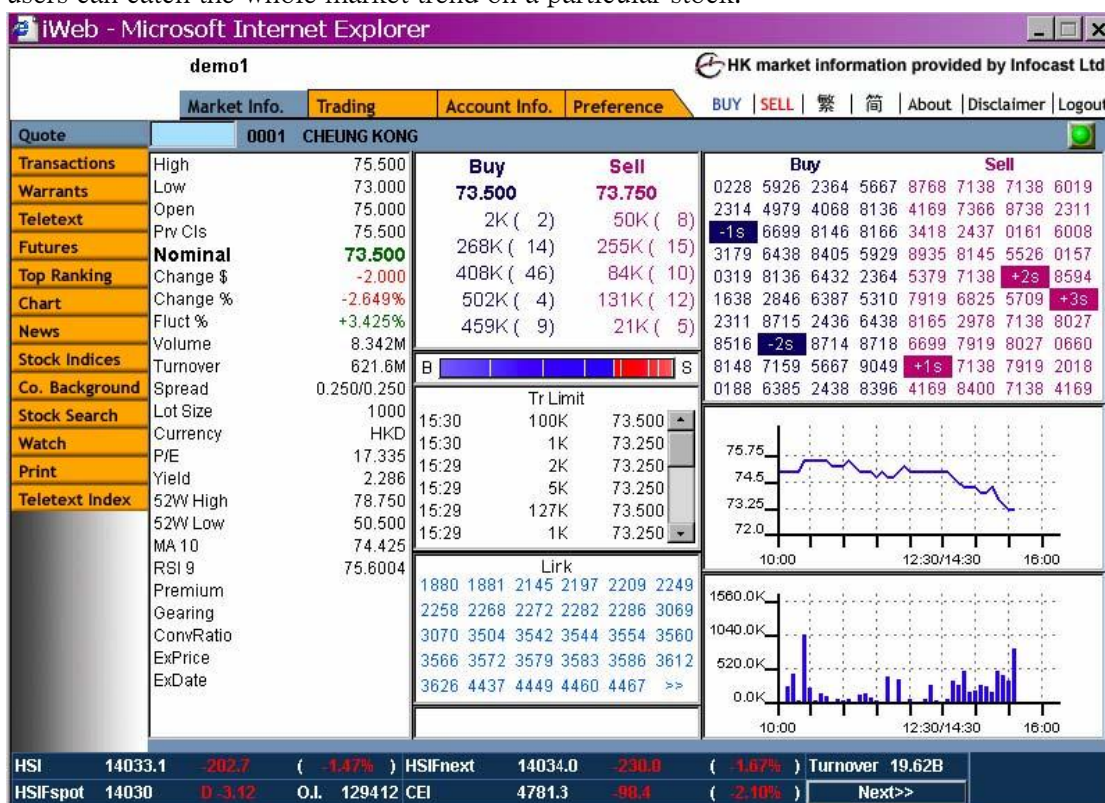 users can catch the whole market trend on a particular stock.
iWeb - Microsoft Internet Explorer
demo1
HK market information provided by Infocast Ltd
Market Info. Trading Account Info. Preference BUY | SELL | 繁 | 简 | About | Disclaimer | Logout
Quote
Transactions
Warrants
Teletext
Futures
Top Ranking
Chart
News
Stock Indices
Co. Background
Stock Search
Watch
Print
Teletext Index
0001 CHEUNG KONG
High 75.500
Low 73.000
Open 75.000
Prv Cls 75.500
Nominal 73.500
Change $ -2.000
Change % -2.649%
Fluct % +3.425%
Volume 8.342M
Turnover 621.6M
Spread 0.250/0.250
Lot Size 1000
Currency HKD
P/E 17.335
Yield 2.286
52W High 78.750
52W Low 50.500
MA 10 74.425
RSI 9 75.6004
Premium
Gearing
ConvRatio
ExPrice
ExDate
Buy Sell
73.500 73.750
2K ( 2) 50K ( 8)
268K ( 14) 255K ( 15)
408K ( 46) 84K ( 10)
502K ( 4) 131K ( 12)
459K ( 9) 21K ( 5)
B S
Tr Limit
15:30 100K 73.500
15:30 1K 73.250
15:29 2K 73.250
15:29 5K 73.250
15:29 127K 73.500
15:29 1K 73.250
Lirk
1880 1881 2145 2197 2209 2249
2258 2268 2272 2282 2286 3069
3070 3504 3542 3544 3554 3560
3566 3572 3579 3583 3586 3612
3626 4437 4449 4460 4467 >>
Buy Sell
0228 5926 2364 5667 8768 7138 7138 6019
2314 4979 4068 8136 4169 7366 8738 2311
-1s 6699 8146 8166 3418 2437 0161 6008
3179 6438 8405 5929 8935 8145 5526 0157
0319 8136 6432 2364 5379 7138 +2s 8594
1638 2846 6387 5310 7919 6825 5709 +3s
2311 8715 2436 6438 8165 2978 7138 8027
8516 -2s 8714 8718 6699 7919 8027 0660
8148 7159 5667 9049 +1s 7138 7919 2018
0188 6385 2438 8396 4169 8400 7138 4169
75.75
74.5
73.25
72.0
10:00 12:30/14:30 16:00
1560.0K
1040.0K
520.0K
0.0K
10:00 12:30/14:30 16:00
HSI 14033.1 -202.7 ( -1.47% ) HSIFnext 14034.0 -230.0 ( -1.67% ) Turnover 19.62B
HSIFspot 14030 D -3.12 O.I. 129412 CEI 4781.3 -98.4 ( -2.10% ) Next>>